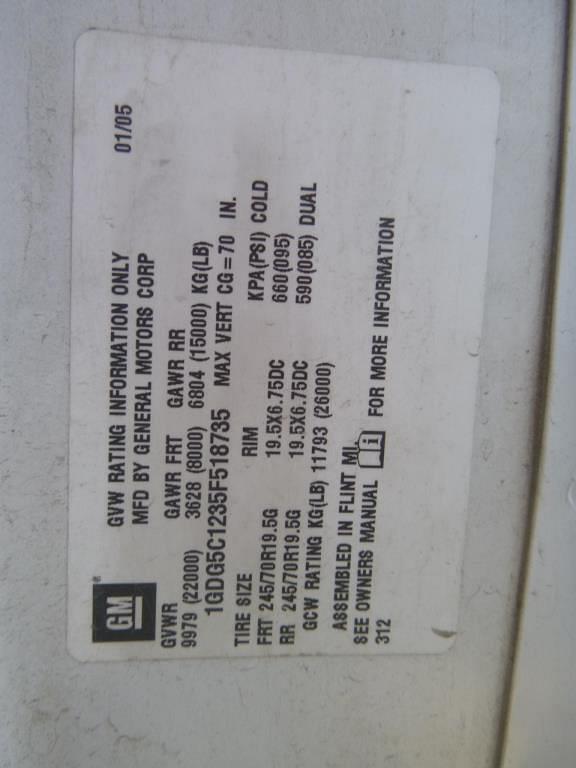 GM
GVW RATING INFORMATION ONLY 01/05
MFD BY GENERAL MOTORS CORP
GVWR GAWR FRT GAWR RR
9979 (22000) 3628 (8000) 6804 (15000) KG(LB)
1GDG5C1235F518735 MAX VERT CG=70 IN.
TIRE SIZE RIM KPA(PSI) COLD
FRT 245/70R19.5G 19.5X6.75DC 660(095)
RR 245/70R19.5G 19.5X6.75DC 590(085) DUAL
GCW RATING KG(LB) 11793 (26000)
ASSEMBLED IN FLINT MI.
SEE OWNERS MANUAL FOR MORE INFORMATION
312